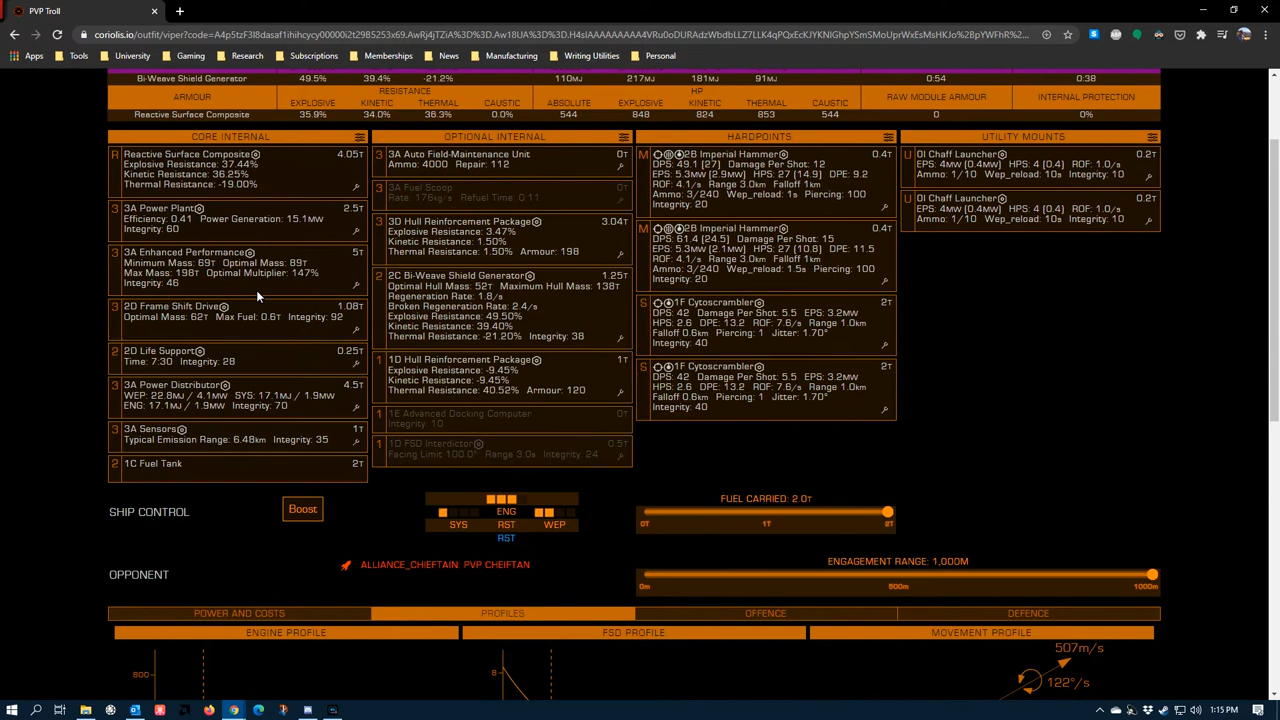 PVP Troll
coriolis.io/outfit/viper?code=
Apps Tools University Gaming Research Subscriptions Memberships News Amazon Writing Utilities Personal
Bi-Weave Shield Generator 49.5% 39.4% -21.2% 110MJ 217MJ 181MJ 91MJ 0:54 0:38
ARMOUR RESISTANCE HP RAW MODULE ARMOUR INTERNAL PROTECTION
EXPLOSIVE KINETIC THERMAL CAUSTIC ABSOLUTE EXPLOSIVE KINETIC THERMAL CAUSTIC
Reactive Surface Composite 35.9% 34.0% 36.3% 0.0% 544 848 824 853 544 0 0%
CORE INTERNAL
R Reactive Surface Composite 4.05T
Explosive Resistance: 37.44%
Kinetic Resistance: 36.25%
Thermal Resistance: -19.00%
3 3A Power Plant 2.5T
Efficiency: 0.41 Power Generation: 15.1MW
Integrity: 60
3 3A Enhanced Performance 5T
Minimum Mass: 69T Optimal Mass: 89T
Max Mass: 198T Optimal Multiplier: 147%
Integrity: 46
3 2D Frame Shift Drive 1.08T
Optimal Mass: 62T Max Fuel: 0.6T Integrity: 92
2 2D Life Support 0.25T
Time: 7:30 Integrity: 28
3 3A Power Distributor 4.5T
WEP: 22.8MJ / 4.1MW SYS: 17.1MJ / 1.9MW
ENG: 17.1MJ / 1.9MW Integrity: 70
3 3A Sensors 1T
Typical Emission Range: 6.48km Integrity: 35
2 1C Fuel Tank 2T
OPTIONAL INTERNAL
3 3A Auto Field-Maintenance Unit 0T
Ammo: 4000 Repair: 112
3 3A Fuel Scoop 0T
Rate: 176kg/s Refuel Time: 0:11
3 3D Hull Reinforcement Package 3.04T
Explosive Resistance: 3.47%
Kinetic Resistance: 1.50%
Thermal Resistance: 1.50% Armour: 198
2 2C Bi-Weave Shield Generator 1.25T
Optimal Hull Mass: 52T Maximum Hull Mass: 138T
Regeneration Rate: 1.8/s
Broken Regeneration Rate: 2.4/s
Explosive Resistance: 49.50%
Kinetic Resistance: 39.40%
Thermal Resistance: -21.20% Integrity: 38
1 1D Hull Reinforcement Package 1T
Explosive Resistance: -9.45%
Kinetic Resistance: -9.45%
Thermal Resistance: 40.52% Armour: 120
1 1E Advanced Docking Computer 0T
Integrity: 10
1 1D FSD Interdictor 0.5T
Facing Limit 100.0° Range 3.0s Integrity: 24
HARDPOINTS
M 2B Imperial Hammer 0.4T
DPS: 49.1 [27] Damage Per Shot: 12
EPS: 5.3MW [2.9MW] HPS: 27 [14.9] DPE: 9.2
ROF: 4.1/s Range 3.0km Falloff 1km
Ammo: 3/240 Wep_reload: 1s Piercing: 100
Integrity: 20
M 2B Imperial Hammer 0.4T
DPS: 61.4 [24.5] Damage Per Shot: 15
EPS: 5.3MW [2.1MW] HPS: 27 [10.8] DPE: 11.5
ROF: 4.1/s Range 3.0km Falloff 1km
Ammo: 3/240 Wep_reload: 1.5s Piercing: 100
Integrity: 20
S 1F Cytoscrambler 2T
DPS: 42 Damage Per Shot: 5.5 EPS: 3.2MW
HPS: 2.6 DPE: 13.2 ROF: 7.6/s Range 1.0km
Falloff 0.6km Piercing: 1 Jitter: 1.70°
Integrity: 40
S 1F Cytoscrambler 2T
DPS: 42 Damage Per Shot: 5.5 EPS: 3.2MW
HPS: 2.6 DPE: 13.2 ROF: 7.6/s Range 1.0km
Falloff 0.6km Piercing: 1 Jitter: 1.70°
Integrity: 40
UTILITY MOUNTS
U 0I Chaff Launcher 0.2T
EPS: 4MW [0.4MW] HPS: 4 [0.4] ROF: 1.0/s
Ammo: 1/10 Wep_reload: 10s Integrity: 10
U 0I Chaff Launcher 0.2T
EPS: 4MW [0.4MW] HPS: 4 [0.4] ROF: 1.0/s
Ammo: 1/10 Wep_reload: 10s Integrity: 10
SHIP CONTROL Boost
ENG
SYS RST WEP
RST
FUEL CARRIED: 2.0T
0T 1T 2T
OPPONENT ALLIANCE_CHIEFTAIN: PVP CHEIFTAN
ENGAGEMENT RANGE: 1,000M
0m 500m 1000m
POWER AND COSTS PROFILES OFFENCE DEFENCE
ENGINE PROFILE FSD PROFILE MOVEMENT PROFILE
507m/s
800 8 122°/s
1:15 PM